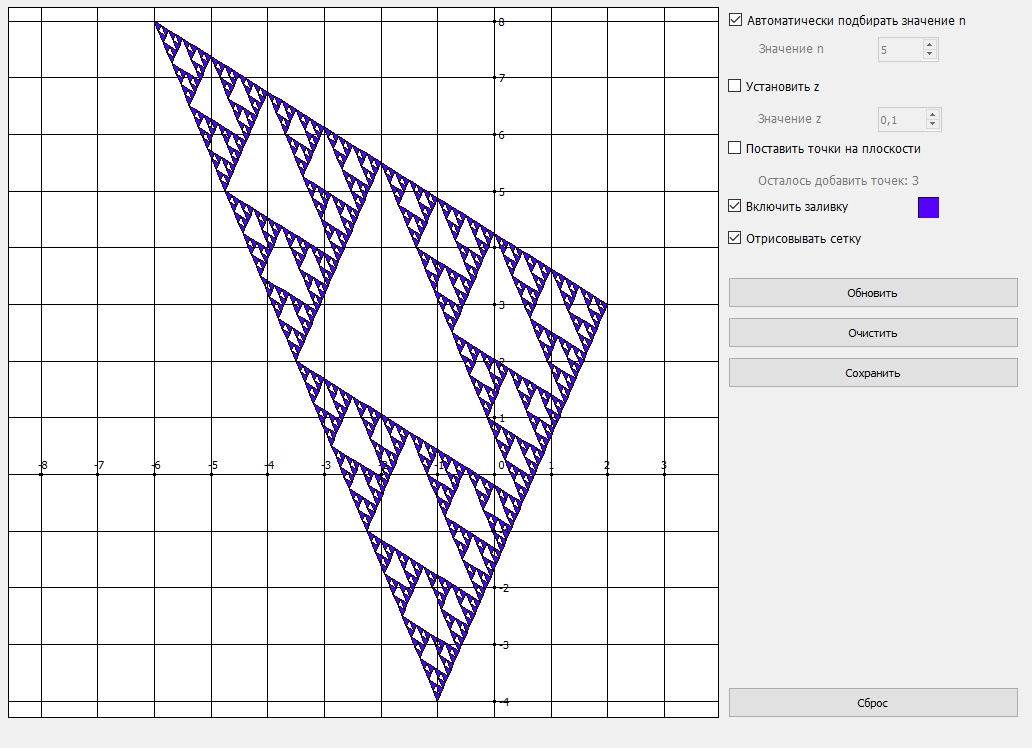 Автоматически подбирать значение n
Значение n
5
Установить z
Значение z
0,1
Поставить точки на плоскости
Осталось добавить точек: 3
Включить заливку
Отрисовывать сетку
Обновить
Очистить
Сохранить
Сброс
8
7
6
5
4
3
2
1
-8 -7 -6 -5 -4 -3 -2 -1 0 1 2 3
-2
-3
-4